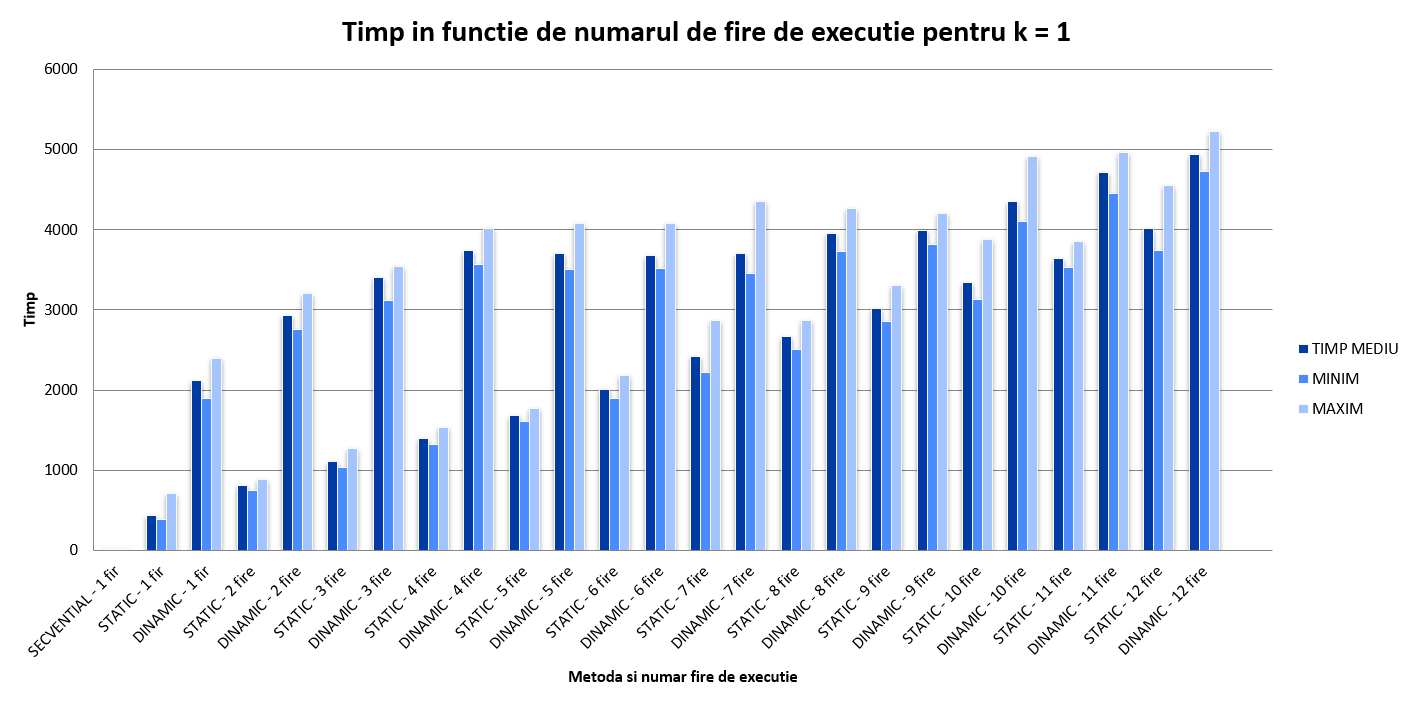 Timp in functie de numarul de fire de executie pentru k = 1
6000
5000
4000
3000
2000
1000
0
Timp
SECVENTIAL - 1 fir
STATIC - 1 fir
DINAMIC - 1 fir
STATIC - 2 fire
DINAMIC - 2 fire
STATIC - 3 fire
DINAMIC - 3 fire
STATIC - 4 fire
DINAMIC - 4 fire
STATIC - 5 fire
DINAMIC - 5 fire
STATIC - 6 fire
DINAMIC - 6 fire
STATIC - 7 fire
DINAMIC - 7 fire
STATIC - 8 fire
DINAMIC - 8 fire
STATIC - 9 fire
DINAMIC - 9 fire
STATIC - 10 fire
DINAMIC - 10 fire
STATIC - 11 fire
DINAMIC - 11 fire
STATIC - 12 fire
DINAMIC - 12 fire
Metoda si numar fire de executie
TIMP MEDIU
MINIM
MAXIM